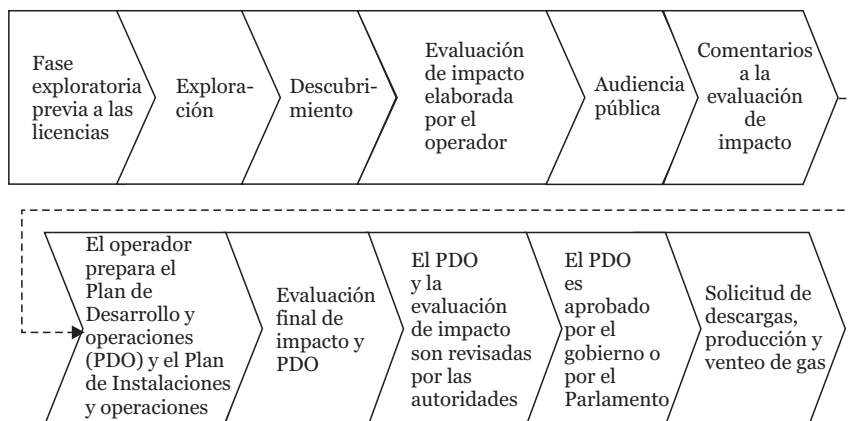 Fase
exploratoria
previa a las
licencias
Explora-
ción
Descubri-
miento
Evaluación
de impacto
elaborada
por el
operador
Audiencia
pública
Comentarios
a la
evaluación
de
impacto
El operador
prepara el
Plan de
Desarrollo y
operaciones
(PDO) y el Plan
de Instalaciones
y operaciones
Evaluación
final de
impacto y
PDO
El PDO
y la
evaluación
de impacto
son revisadas
por las
autoridades
El PDO
es
aprobado
por el
gobierno o
por el
Parlamento
Solicitud de
descargas,
producción y
venteo de gas